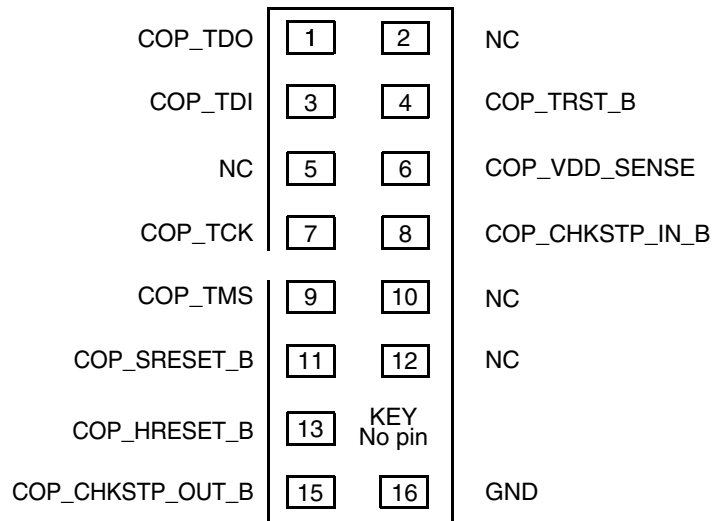 COP_TDO 1 2 NC
COP_TDI 3 4 COP_TRST_B
NC 5 6 COP_VDD_SENSE
COP_TCK 7 8 COP_CHKSTP_IN_B
COP_TMS 9 10 NC
COP_SRESET_B 11 12 NC
COP_HRESET_B 13 KEY
No pin
COP_CHKSTP_OUT_B 15 16 GND